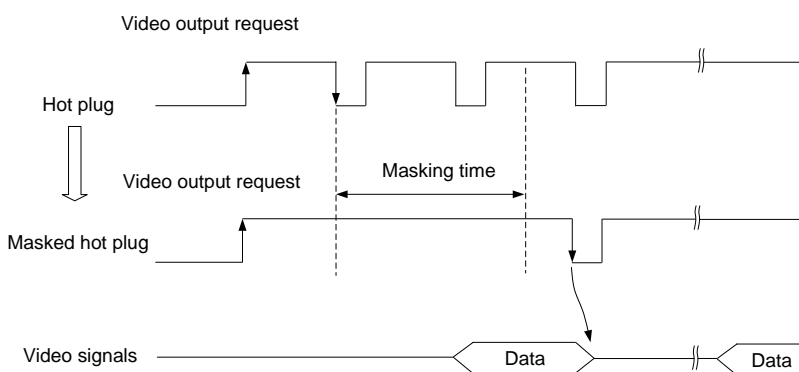 Video output request
Hot plug
Video output request
Masking time
Masked hot plug
Video signals
Data
Data